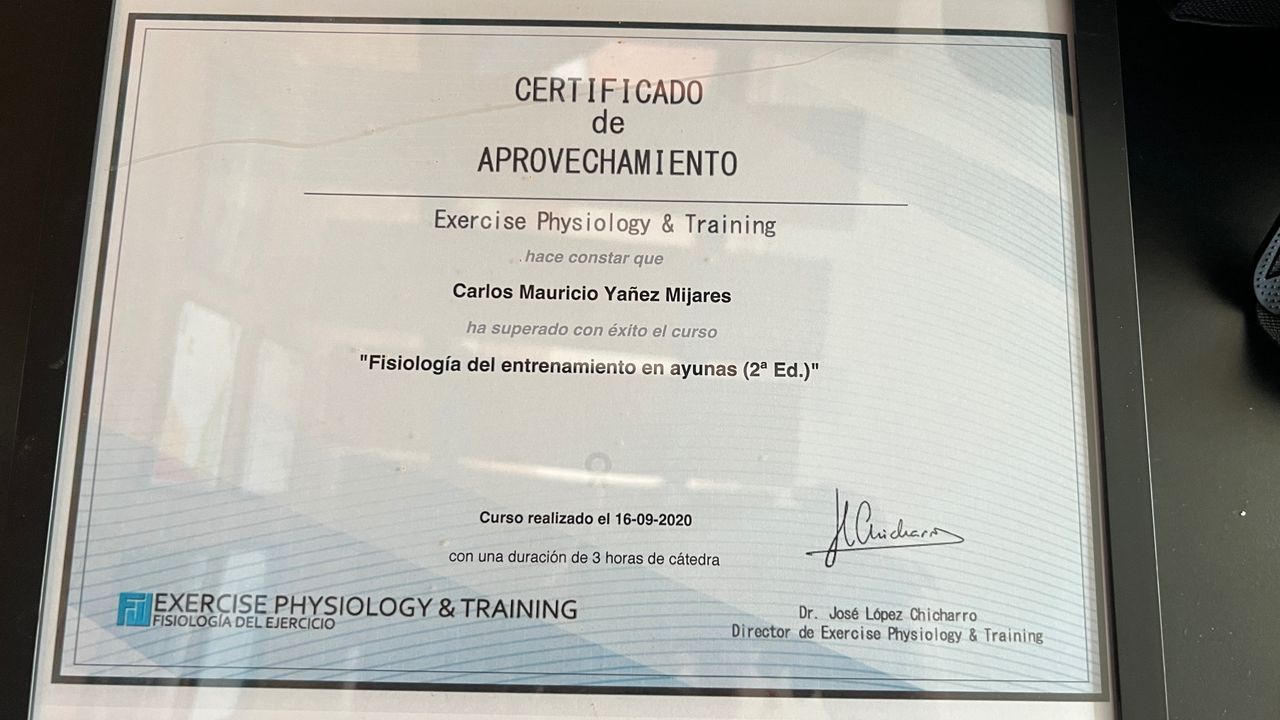 CERTIFICADO
de
APROVECHAMIENTO
Exercise Physiology & Training
hace constar que
Carlos Mauricio Yañez Mijares
ha superado con éxito el curso
"Fisiología del entrenamiento en ayunas (2ª Ed.)"
Curso realizado el 16-09-2020
con una duración de 3 horas de cátedra
JLChicharro
EXERCISE PHYSIOLOGY & TRAINING
FISIOLOGÍA DEL EJERCICIO
Dr. José López Chicharro
Director de Exercise Physiology & Training